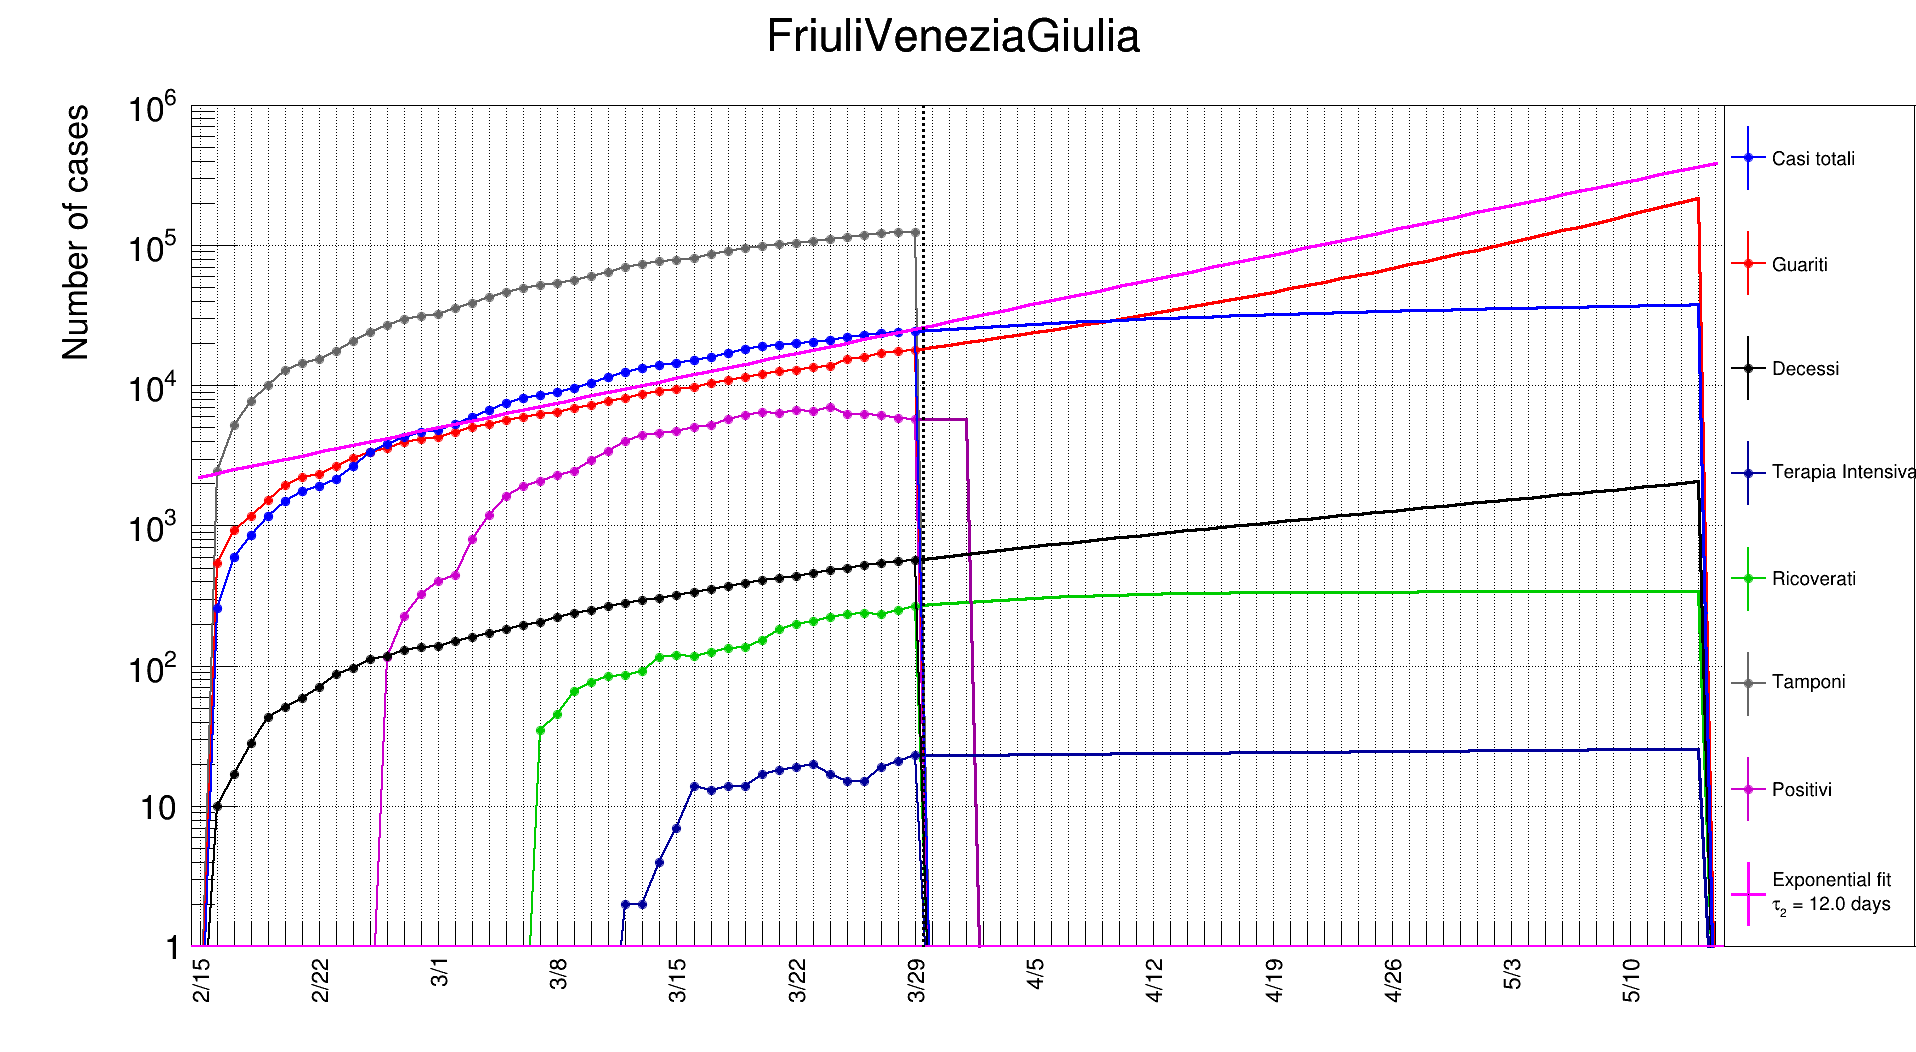 FriuliVeneziaGiulia
Number of cases
10^6
10^5
10^4
10^3
10^2
10
1
2/15
2/22
3/1
3/8
3/15
3/22
3/29
4/5
4/12
4/19
4/26
5/3
5/10
Casi totali
Guariti
Decessi
Terapia Intensiva
Ricoverati
Tamponi
Positivi
Exponential fit
τ₂ = 12.0 days